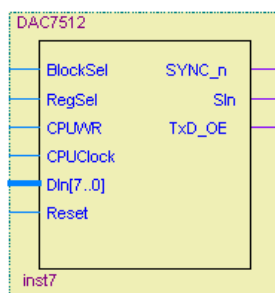 DAC7512
BlockSel SYNC_n
RegSel SIn
CPUWR TxD_OE
CPUClock
DIn[7..0]
Reset
inst7